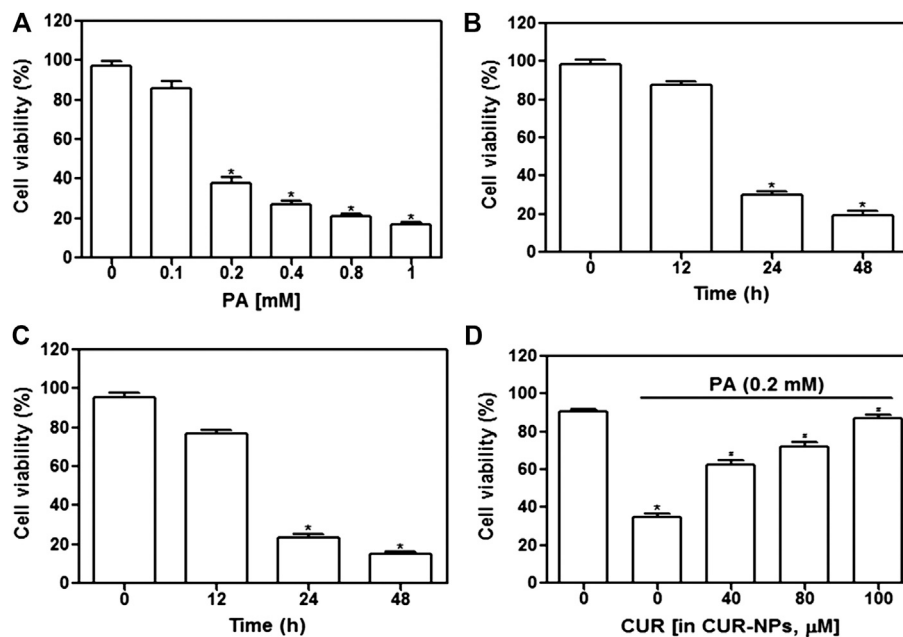 A
Cell viability (%)
120
100
80
60
40
20
0
*
*
*
*
0 0.1 0.2 0.4 0.8 1
PA [mM]
B
Cell viability (%)
120
100
80
60
40
20
0
*
*
0 12 24 48
Time (h)
C
Cell viability (%)
120
100
80
60
40
20
0
*
*
0 12 24 48
Time (h)
D
Cell viability (%)
120
100
80
60
40
20
0
PA (0.2 mM)
*
0 0 40 80 100
CUR [in CUR-NPs, μM]